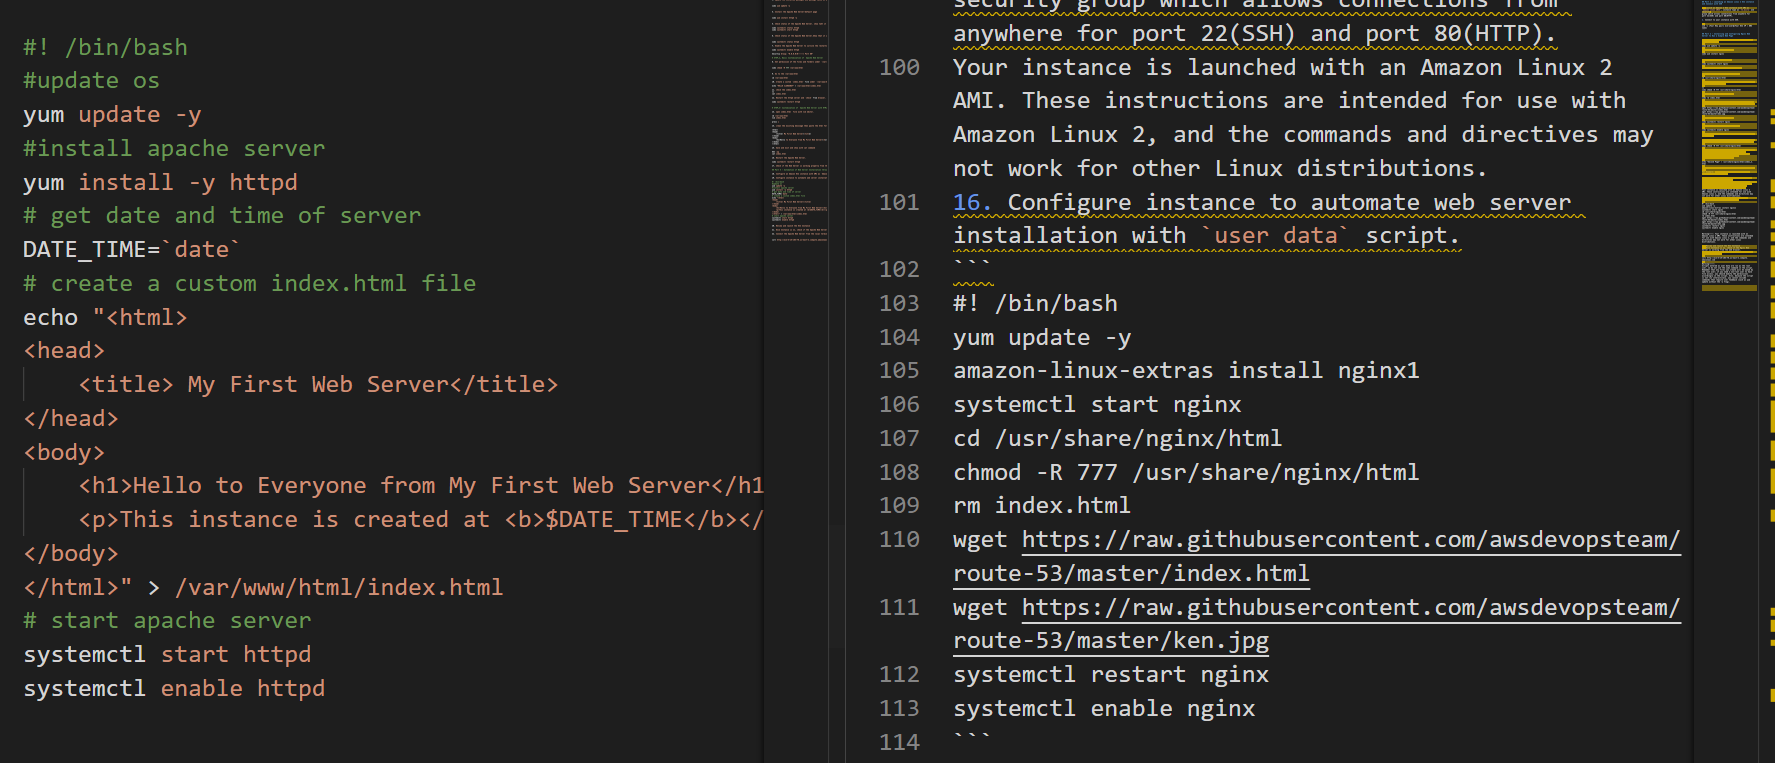 #! /bin/bash
#update os
yum update -y
#install apache server
yum install -y httpd
# get date and time of server
DATE_TIME=`date`
# create a custom index.html file
echo "<html>
<head>
    <title> My First Web Server</title>
</head>
<body>
    <h1>Hello to Everyone from My First Web Server</h1
    <p>This instance is created at <b>$DATE_TIME</b></
</body>
</html>" > /var/www/html/index.html
# start apache server
systemctl start httpd
systemctl enable httpd
security group which allows connections from
anywhere for port 22(SSH) and port 80(HTTP).
100 Your instance is launched with an Amazon Linux 2
AMI. These instructions are intended for use with
Amazon Linux 2, and the commands and directives may
not work for other Linux distributions.
101 16. Configure instance to automate web server
installation with `user data` script.
102 ```
103 #! /bin/bash
104 yum update -y
105 amazon-linux-extras install nginx1
106 systemctl start nginx
107 cd /usr/share/nginx/html
108 chmod -R 777 /usr/share/nginx/html
109 rm index.html
110 wget https://raw.githubusercontent.com/awsdevopsteam/
route-53/master/index.html
111 wget https://raw.githubusercontent.com/awsdevopsteam/
route-53/master/ken.jpg
112 systemctl restart nginx
113 systemctl enable nginx
114 ```